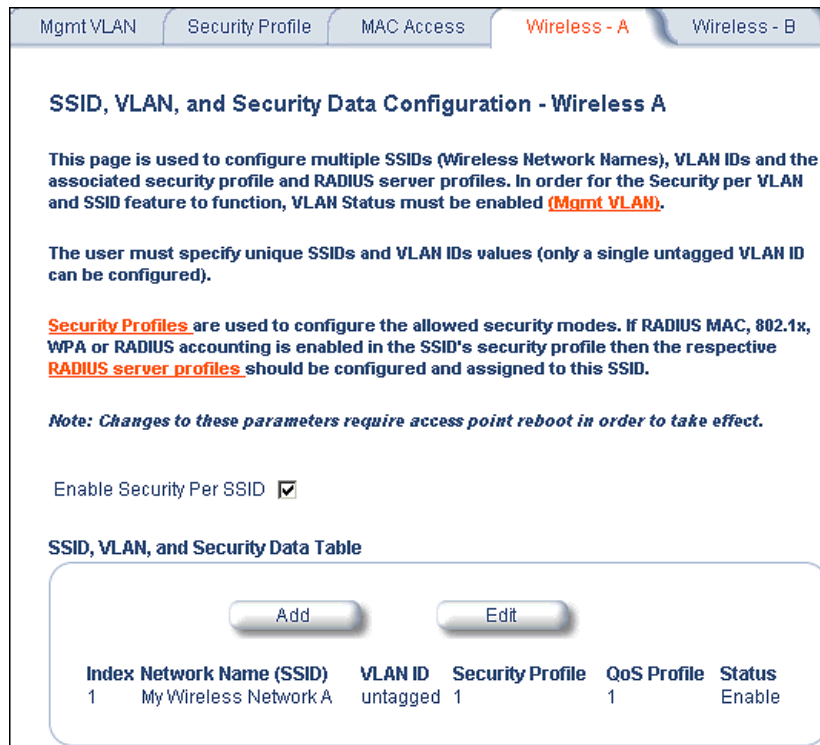 Mgmt VLAN Security Profile MAC Access Wireless - A Wireless - B
SSID, VLAN, and Security Data Configuration - Wireless A
This page is used to configure multiple SSIDs (Wireless Network Names), VLAN IDs and the
associated security profile and RADIUS server profiles. In order for the Security per VLAN
and SSID feature to function, VLAN Status must be enabled (Mgmt VLAN).
The user must specify unique SSIDs and VLAN IDs values (only a single untagged VLAN ID
can be configured).
Security Profiles are used to configure the allowed security modes. If RADIUS MAC, 802.1x,
WPA or RADIUS accounting is enabled in the SSID's security profile then the respective
RADIUS server profiles should be configured and assigned to this SSID.
Note: Changes to these parameters require access point reboot in order to take effect.
Enable Security Per SSID
SSID, VLAN, and Security Data Table
Add Edit
Index Network Name (SSID) VLAN ID Security Profile QoS Profile Status
1 My Wireless Network A untagged 1 1 Enable